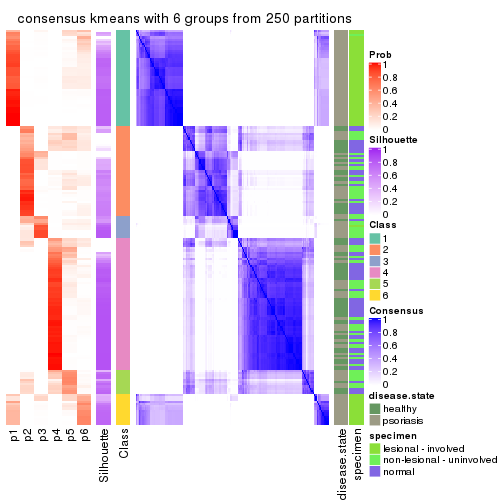 consensus kmeans with 6 groups from 250 partitions
Prob
1
0.8
0.6
0.4
0.2
0
Silhouette
1
0.8
0.6
0.4
0.2
0
Class
1
2
3
4
5
6
Consensus
1
0.8
0.6
0.4
0.2
0
disease.state
healthy
psoriasis
specimen
lesional - involved
non-lesional - uninvolved
normal
p1
p2
p3
p4
p5
p6
Silhouette
Class
disease.state
specimen